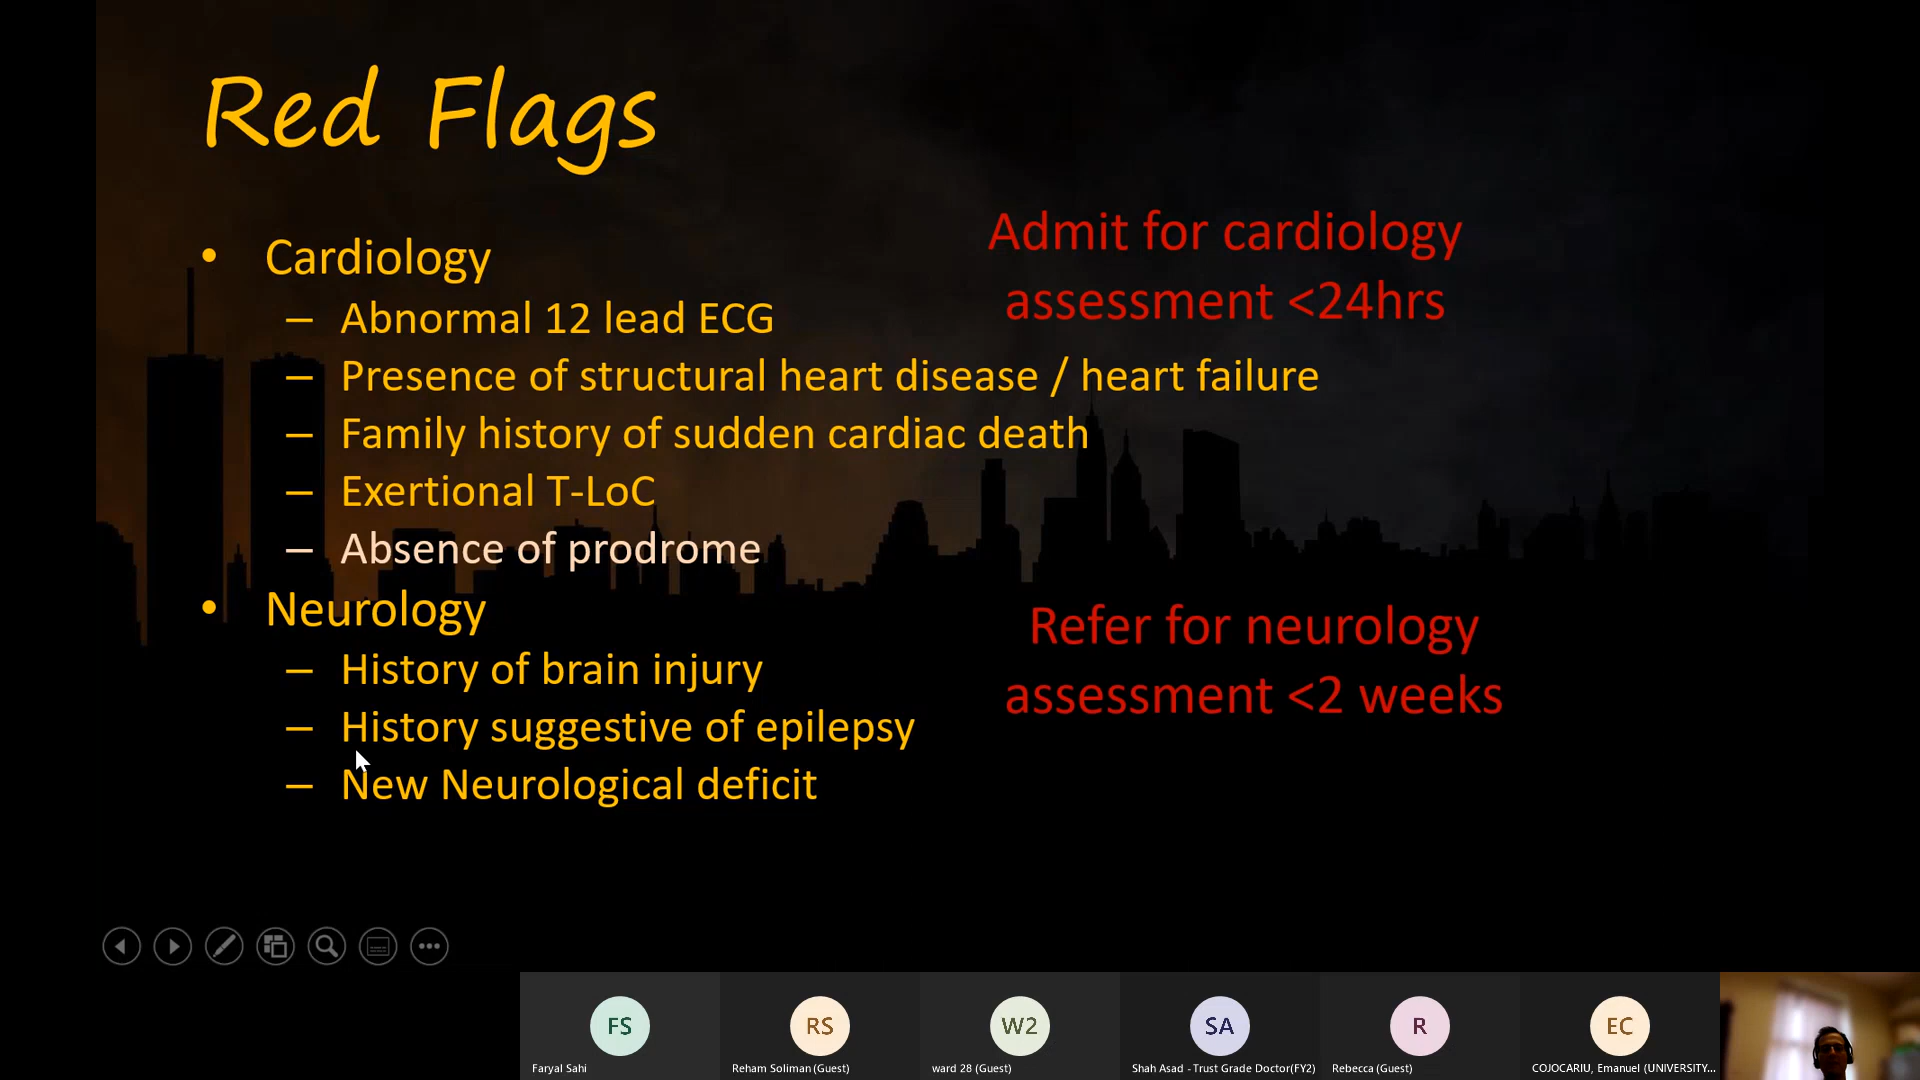 Red Flags
Admit for cardiology
assessment <24hrs
• Cardiology
– Abnormal 12 lead ECG
– Presence of structural heart disease / heart failure
– Family history of sudden cardiac death
– Exertional T-LoC
– Absence of prodrome
• Neurology
Refer for neurology
assessment <2 weeks
– History of brain injury
– History suggestive of epilepsy
– New Neurological deficit
FS
RS
W2
SA
R
EC
Faryal Sahi
Reham Soliman (Guest)
ward 28 (Guest)
Shah Asad - Trust Grade Doctor(FY2)
Rebecca (Guest)
COJOCARIU, Emanuel (UNIVERSITY...